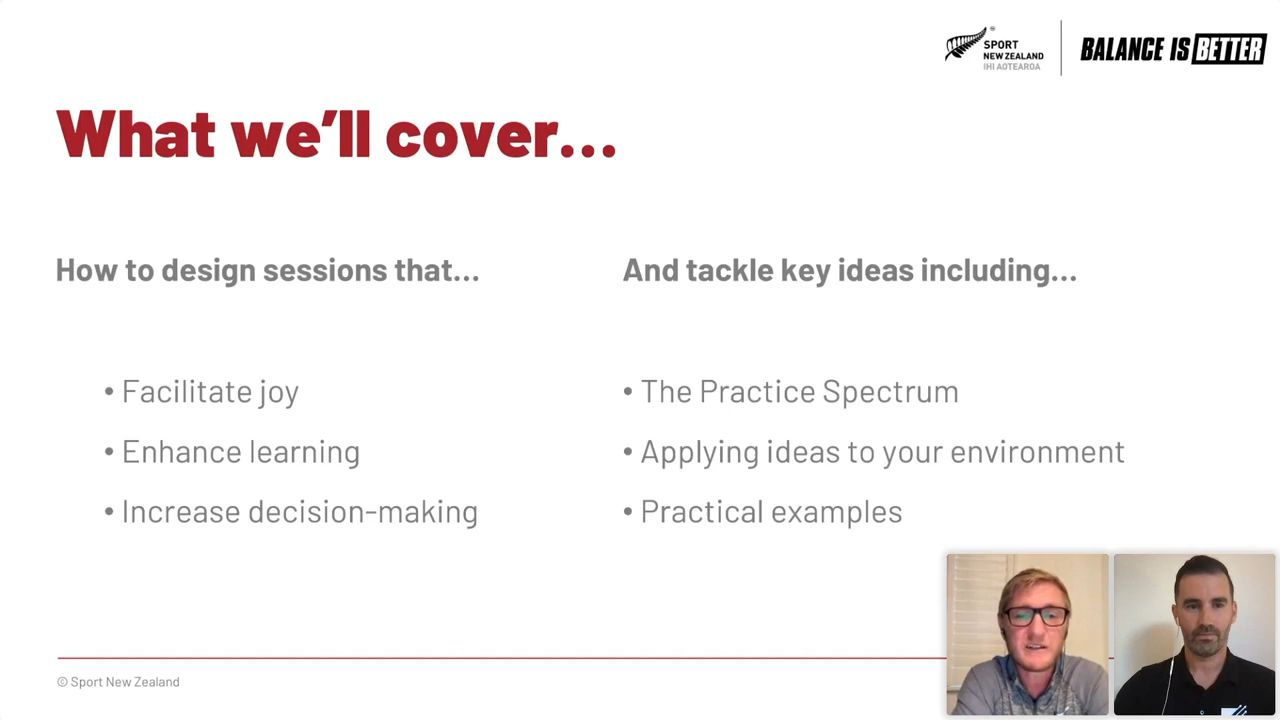 SPORT
NEW ZEALAND
IHI AOTEAROA
BALANCE IS BETTER
What we'll cover...
How to design sessions that...
• Facilitate joy
• Enhance learning
• Increase decision-making
And tackle key ideas including...
• The Practice Spectrum
• Applying ideas to your environment
• Practical examples
© Sport New Zealand